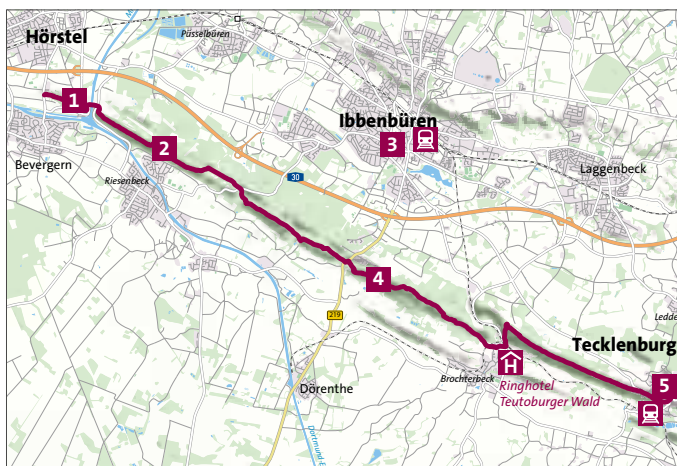 Hörstel
Püsselbüren
1
Ibbenbüren
3
2
Bevergern
Laggenbeck
Riesenbeck
30
4
219
Ledde
Tecklenburg
H
5
Brochterbeck
Ringhotel
Teutoburger Wald
Dörenthe
Dortmund-E